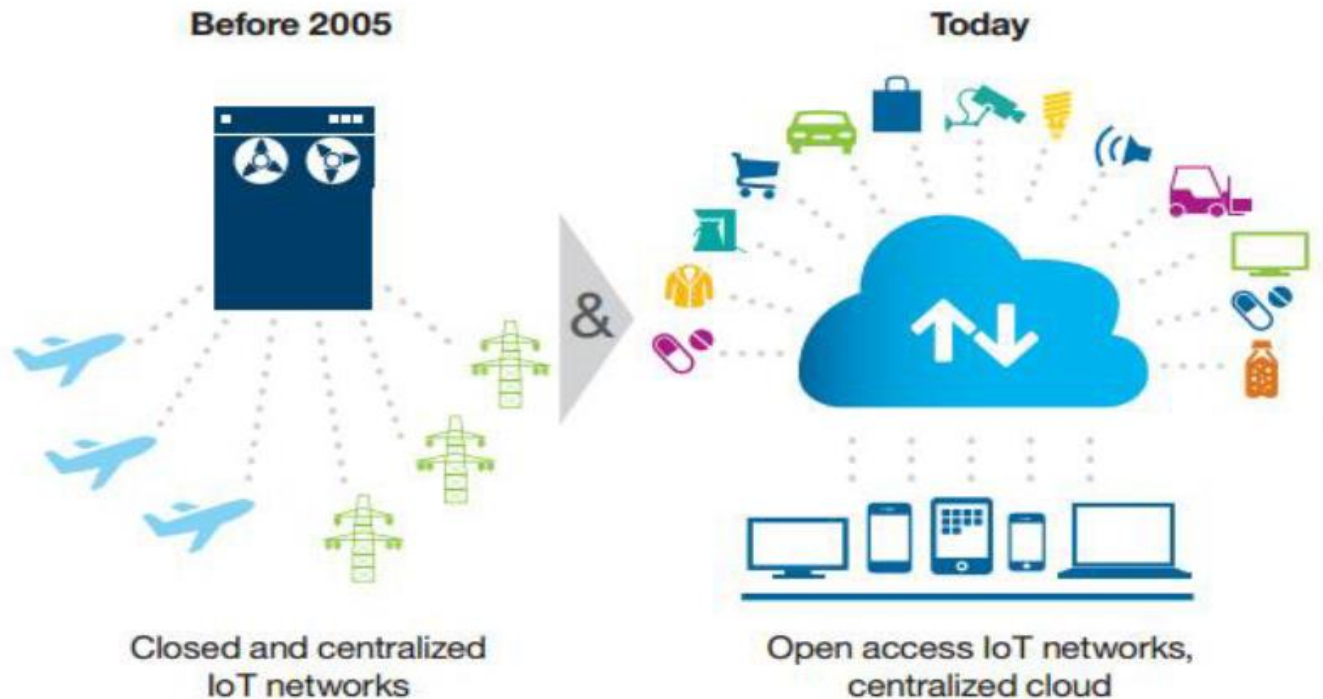 Before 2005
Today
&
Closed and centralized
IoT networks
Open access IoT networks,
centralized cloud